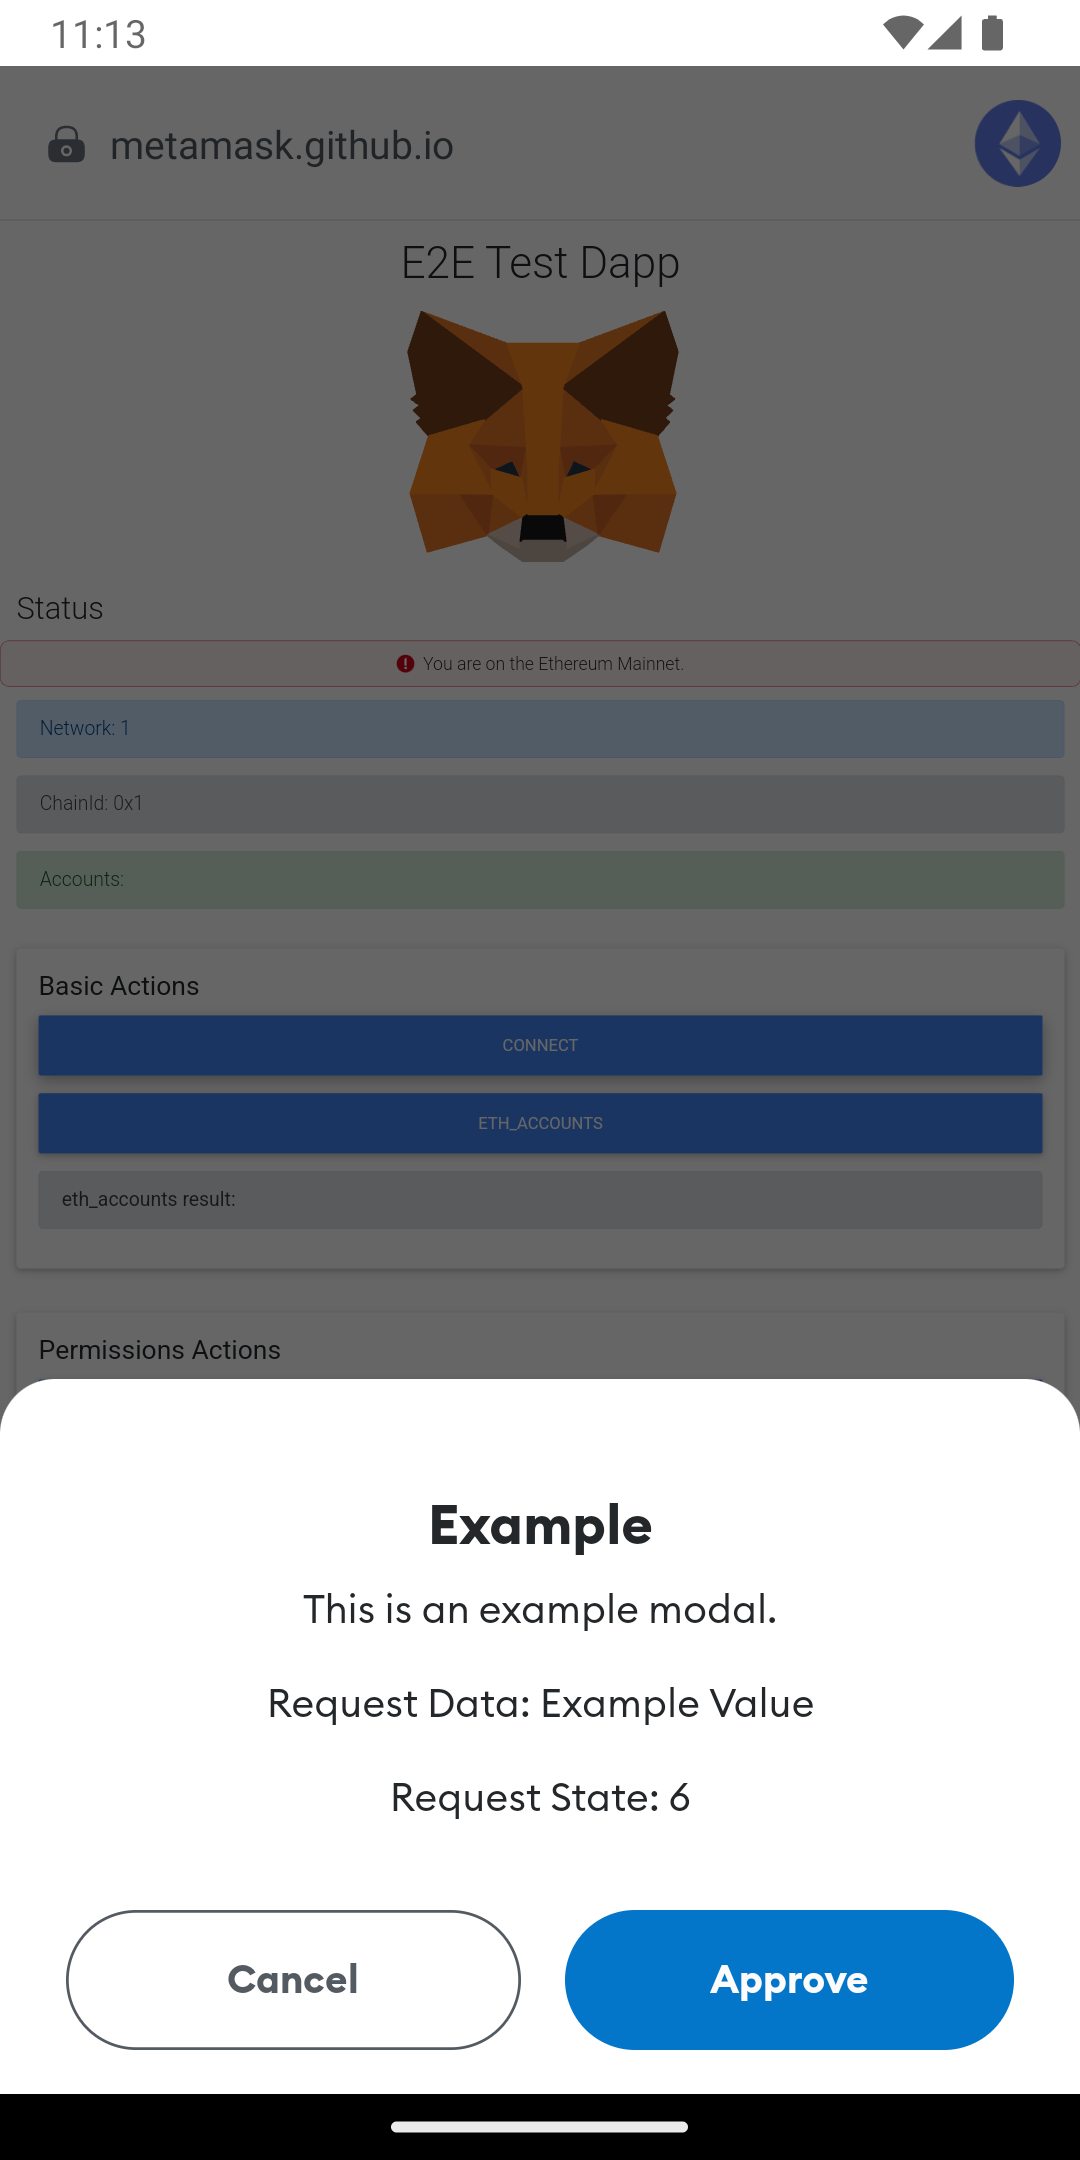 11:13
metamask.github.io
E2E Test Dapp
Status
You are on the Ethereum Mainnet.
Network: 1
ChainId: 0x1
Accounts:
Basic Actions
CONNECT
ETH_ACCOUNTS
eth_accounts result:
Permissions Actions
Example
This is an example modal.
Request Data: Example Value
Request State: 6
Cancel
Approve